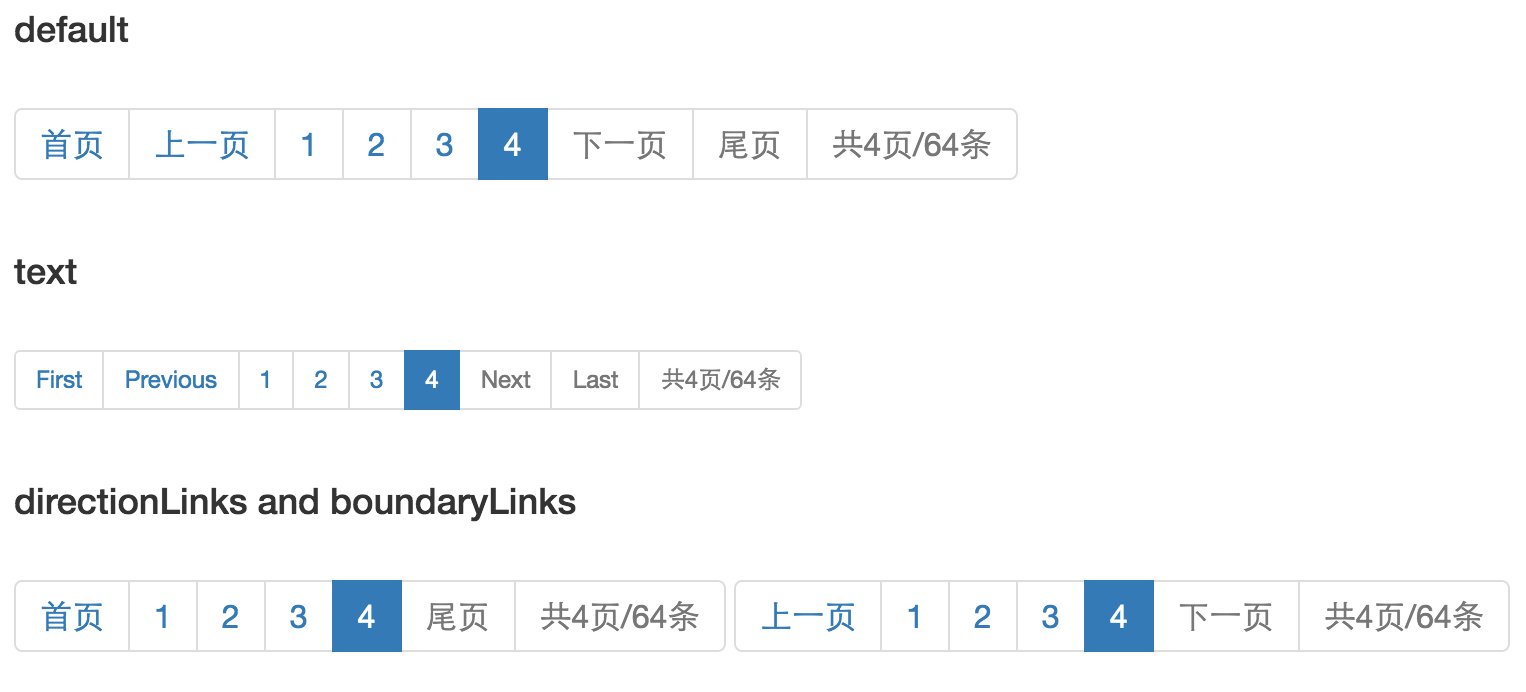 default
首页 上一页 1 2 3 4 下一页 尾页 共4页/64条
text
First Previous 1 2 3 4 Next Last 共4页/64条
directionLinks and boundaryLinks
首页 1 2 3 4 尾页 共4页/64条 上一页 1 2 3 4 下一页 共4页/64条